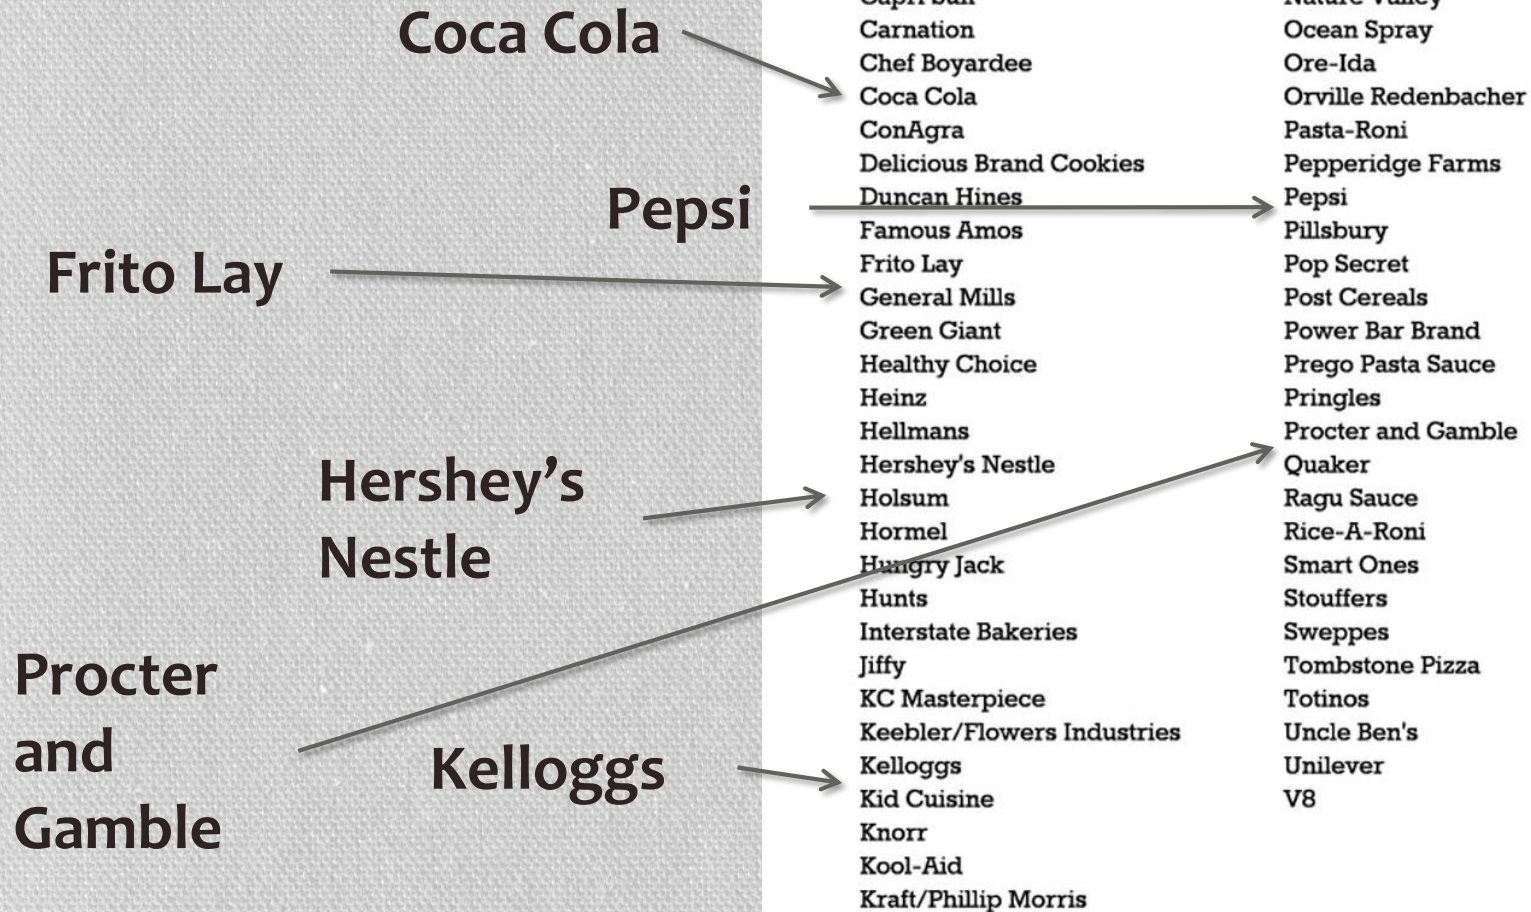 Coca Cola
Pepsi
Frito Lay
Hershey’s
Nestle
Procter
and
Gamble
Kelloggs
Capri Sun
Carnation
Chef Boyardee
Coca Cola
ConAgra
Delicious Brand Cookies
Duncan Hines
Famous Amos
Frito Lay
General Mills
Green Giant
Healthy Choice
Heinz
Hellmans
Hershey's Nestle
Holsum
Hormel
Hungry Jack
Hunts
Interstate Bakeries
Jiffy
KC Masterpiece
Keebler/Flowers Industries
Kelloggs
Kid Cuisine
Knorr
Kool-Aid
Kraft/Phillip Morris
Nature Valley
Ocean Spray
Ore-Ida
Orville Redenbacher
Pasta-Roni
Pepperidge Farms
Pepsi
Pillsbury
Pop Secret
Post Cereals
Power Bar Brand
Prego Pasta Sauce
Pringles
Procter and Gamble
Quaker
Ragu Sauce
Rice-A-Roni
Smart Ones
Stouffers
Sweppes
Tombstone Pizza
Totinos
Uncle Ben's
Unilever
V8